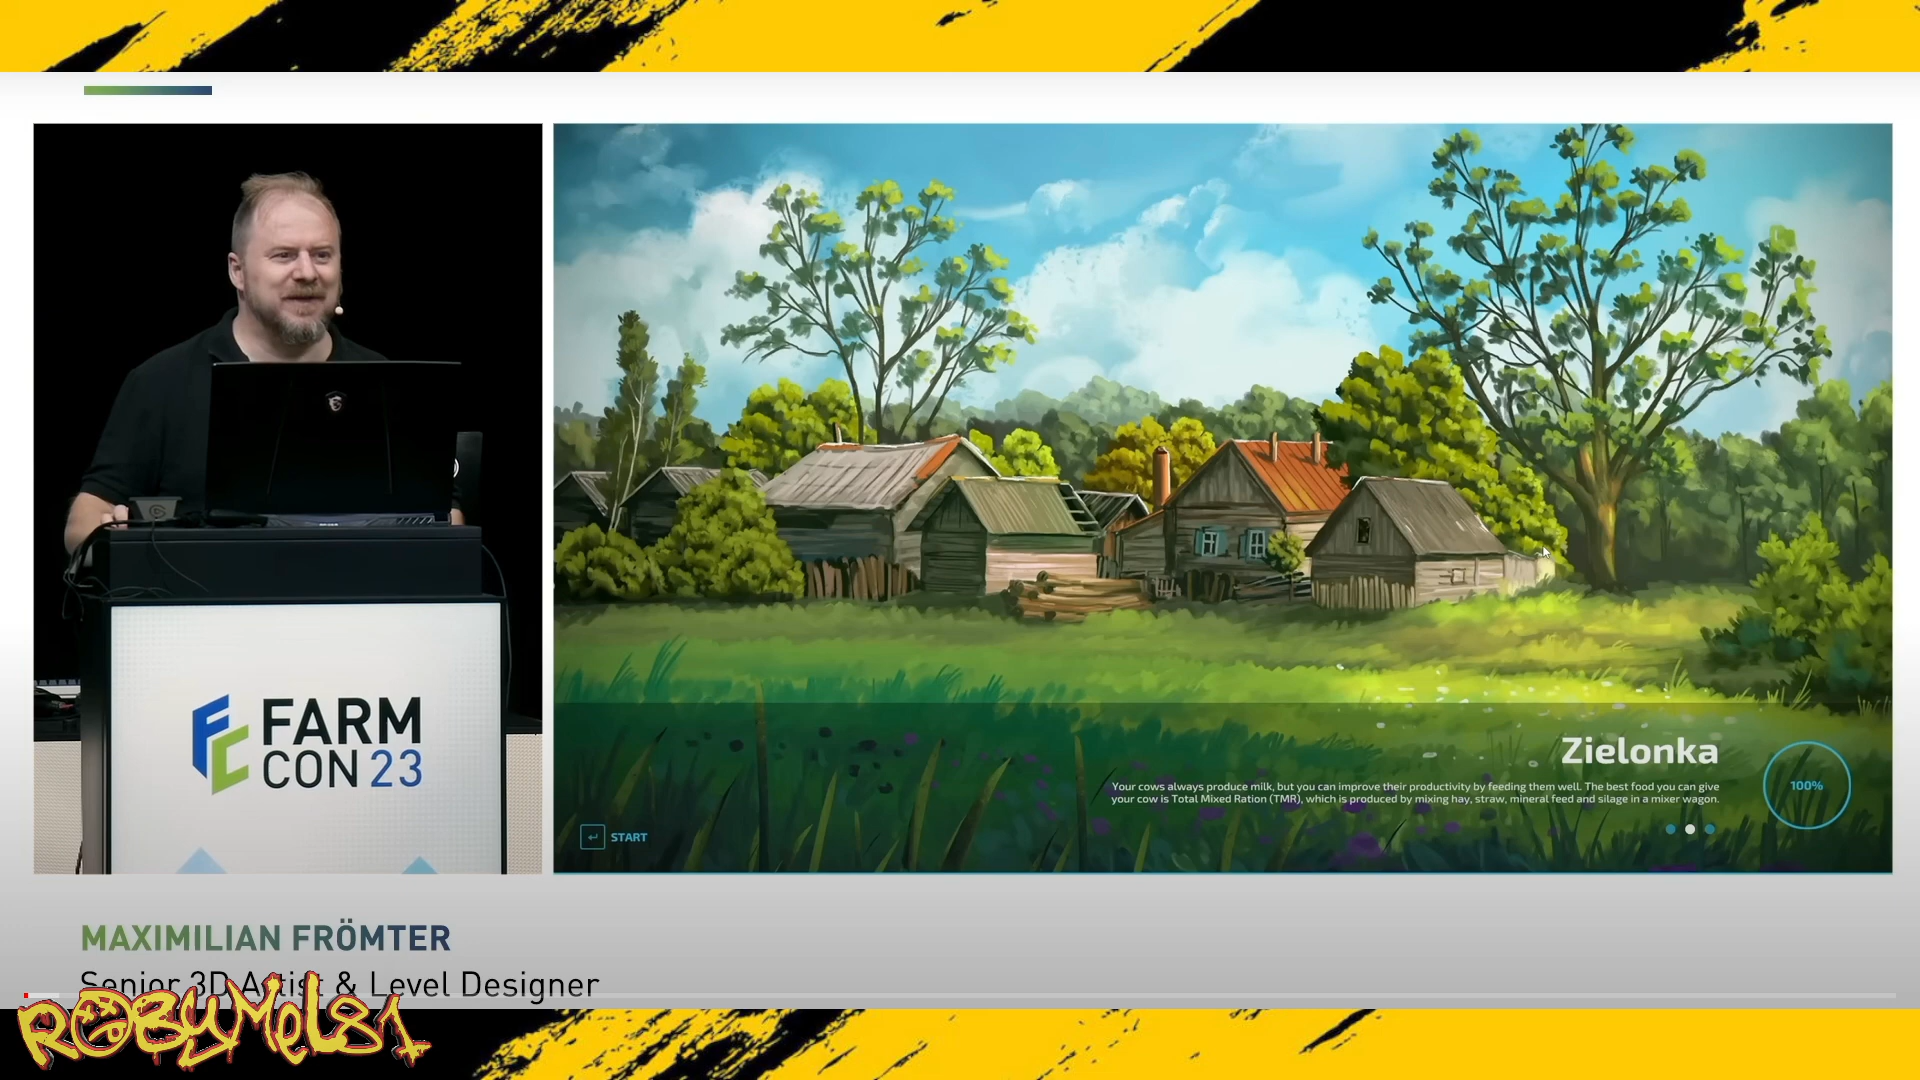 FARM
CON 23
Zielonka
Your cows always produce milk, but you can improve their productivity by feeding them well. The best food you can give
your cow is Total Mixed Ration (TMR), which is produced by mixing hay, straw, mineral feed and silage in a mixer wagon.
100%
START
MAXIMILIAN FRÖMTER
Senior 3D Artist & Level Designer
RobyMel81